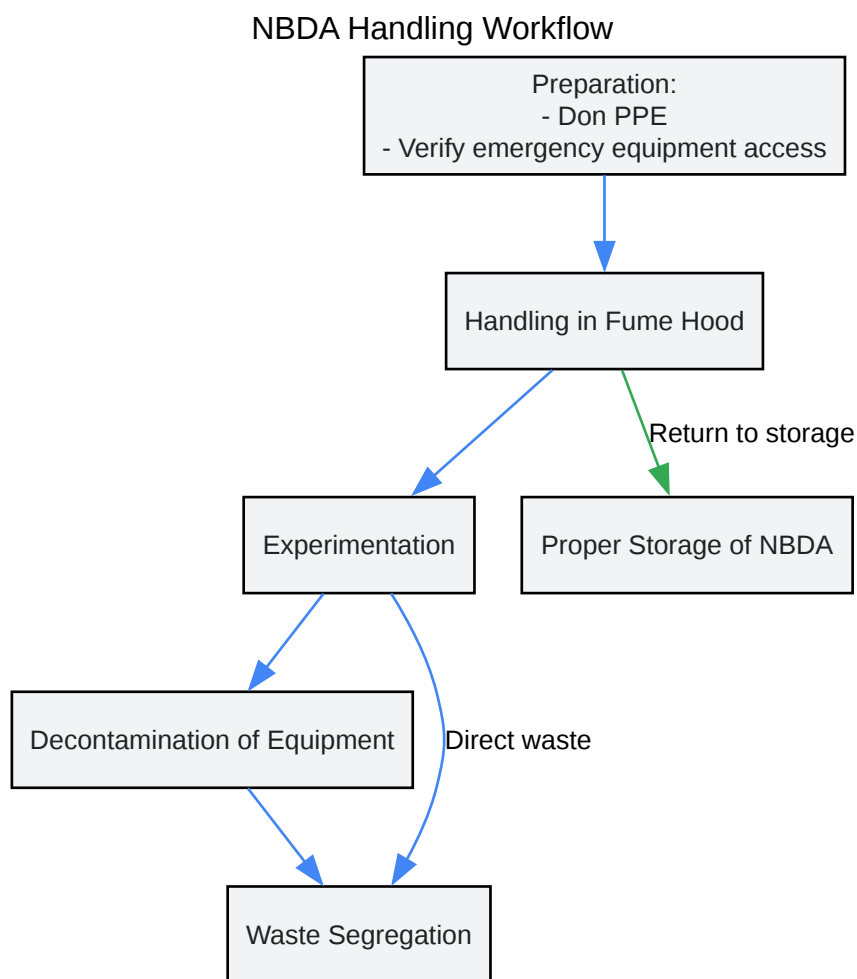 NBDA Handling Workflow
Preparation:
- Don PPE
- Verify emergency equipment access
Handling in Fume Hood
Return to storage
Experimentation
Proper Storage of NBDA
Decontamination of Equipment
Direct waste
Waste Segregation